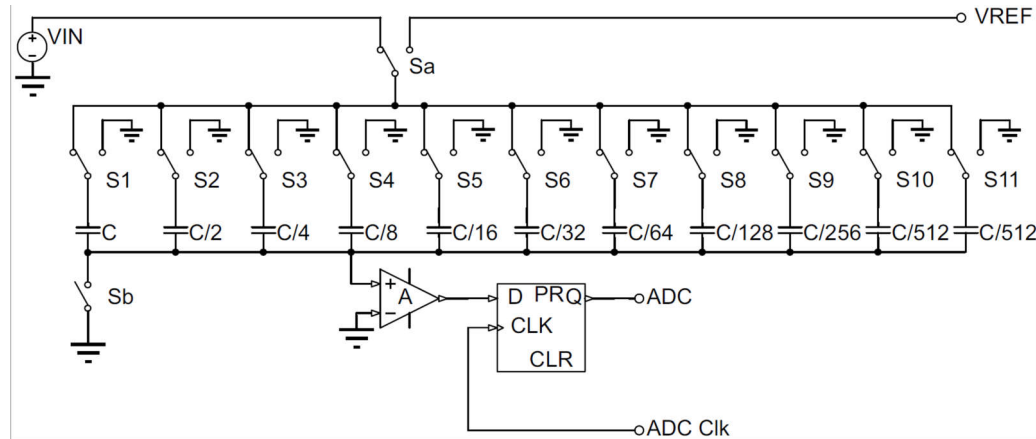 VREF
+
VIN
−
Sa
S1 S2 S3 S4 S5 S6 S7 S8 S9 S10 S11
C C/2 C/4 C/8 C/16 C/32 C/64 C/128 C/256 C/512 C/512
Sb
+
A
−
D PR Q
ADC
CLK
CLR
ADC Clk